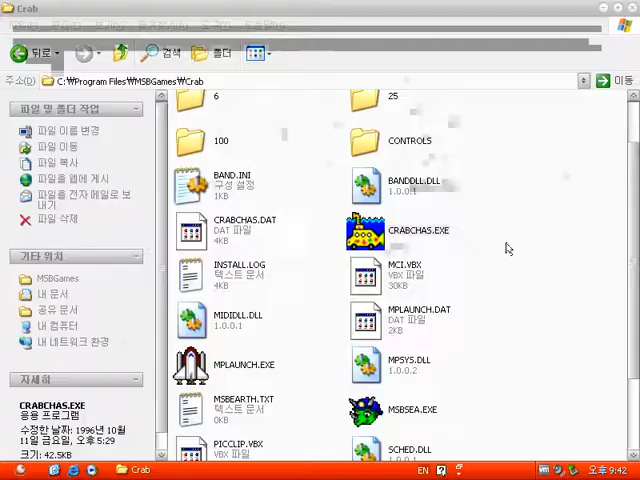 Crab
뒤로
검색
폴더
주소(D)
C:₩Program Files₩MSBGames₩Crab
이동
파일 및 폴더 작업
파일 이름 변경
파일 이동
파일 복사
파일을 웹에 게시
파일을 전자 메일로 보
내기
파일 삭제
기타 위치
MSBGames
내 문서
공유 문서
내 컴퓨터
내 네트워크 환경
자세히
CRABCHAS.EXE
응용 프로그램
수정한 날짜: 1996년 10월
11일 금요일, 오후 5:29
크기: 42.5KB
6
25
100
CONTROLS
BAND.INI
구성 설정
1KB
BANDDLL.DLL
1.0.0.1
CRABCHAS.DAT
DAT 파일
4KB
CRABCHAS.EXE
INSTALL.LOG
텍스트 문서
4KB
MCI.VBX
VBX 파일
30KB
MIDIDLL.DLL
1.0.0.1
MPLAUNCH.DAT
DAT 파일
2KB
MPLAUNCH.EXE
MPSYS.DLL
1.0.0.2
MSBEARTH.TXT
텍스트 문서
0KB
MSBSEA.EXE
PICCLIP.VBX
VBX 파일
SCHED.DLL
1.0.0.1
Crab
EN
오후 9:42